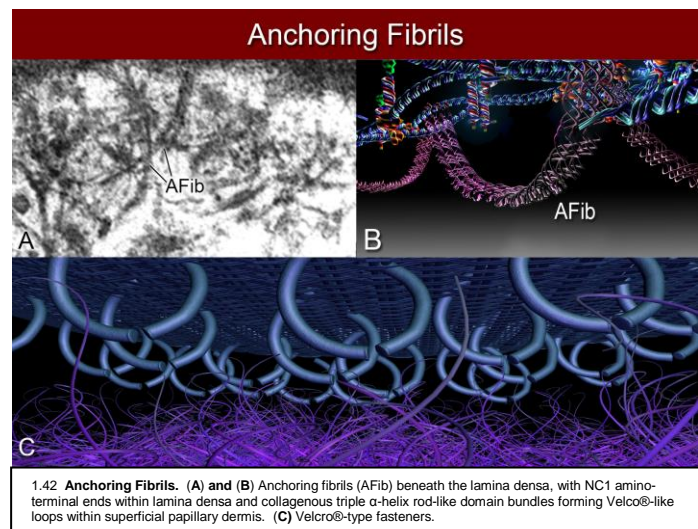 Anchoring Fibrils
AFib
A
AFib
B
C
1.42 Anchoring Fibrils. (A) and (B) Anchoring fibrils (AFib) beneath the lamina densa, with NC1 amino-
terminal ends within lamina densa and collagenous triple α-helix rod-like domain bundles forming Velco®-like
loops within superficial papillary dermis. (C) Velcro®-type fasteners.